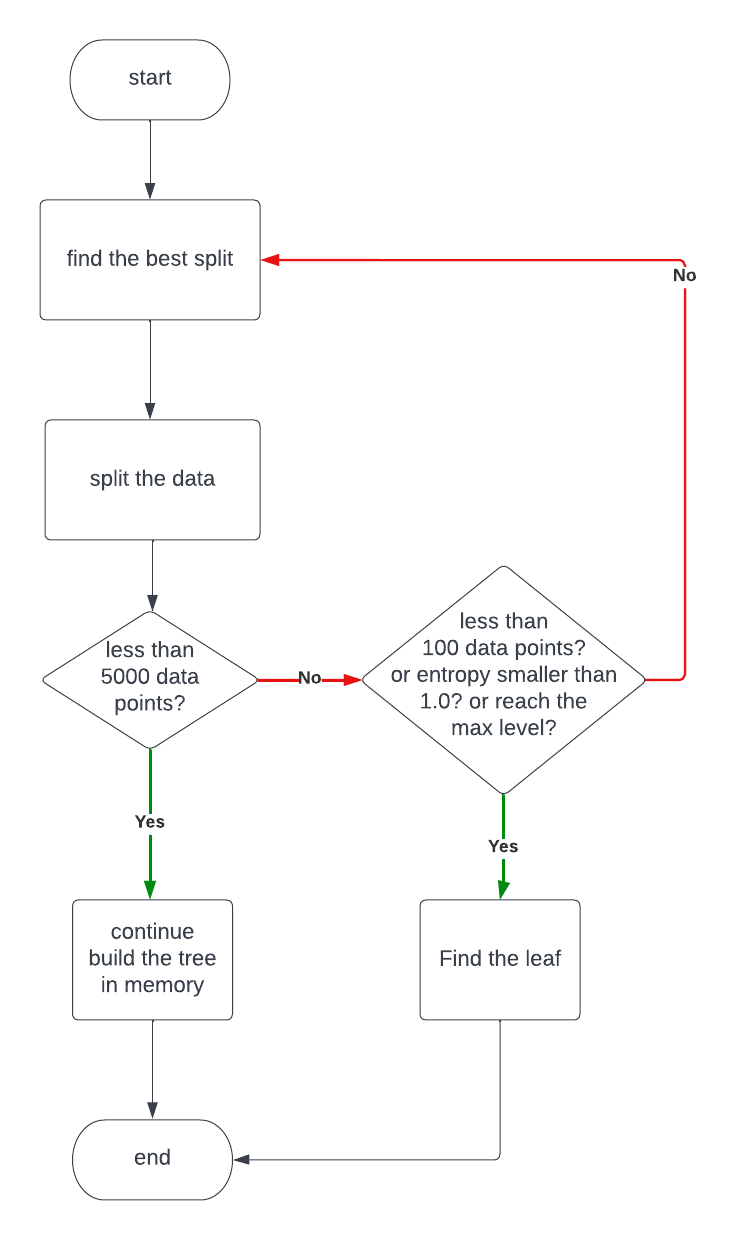 start
find the best split
No
split the data
less than
5000 data
points?
No
less than
100 data points?
or entropy smaller than
1.0? or reach the
max level?
Yes
Yes
continue
build the tree
in memory
Find the leaf
end